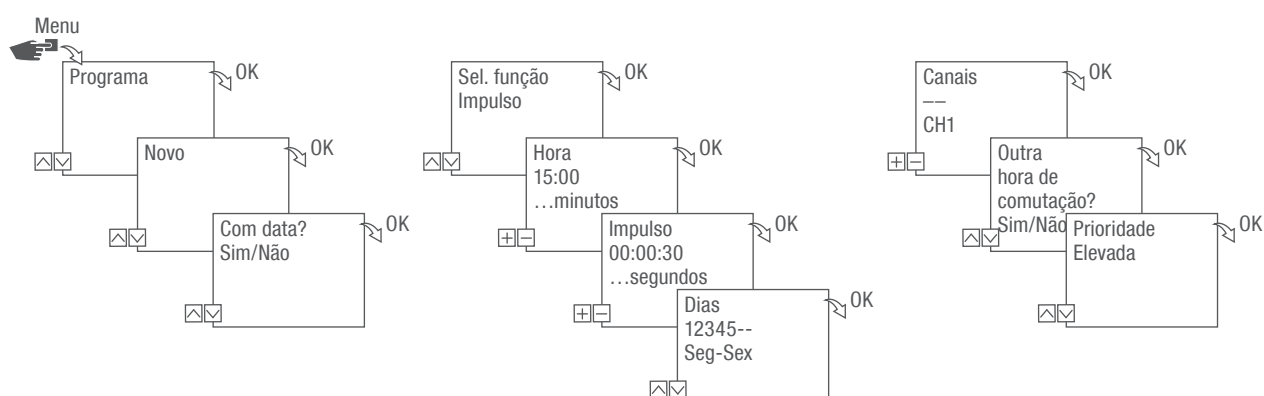 Menu
Programa
OK
Novo
OK
Com data?
Sim/Não
OK
Sel. função
Impulso
OK
Hora
15:00
…minutos
OK
Impulso
00:00:30
…segundos
OK
Dias
12345--
Seg-Sex
OK
Canais
––
CH1
OK
Outra
hora de
comutação?
Sim/Não
OK
Prioridade
Elevada
OK